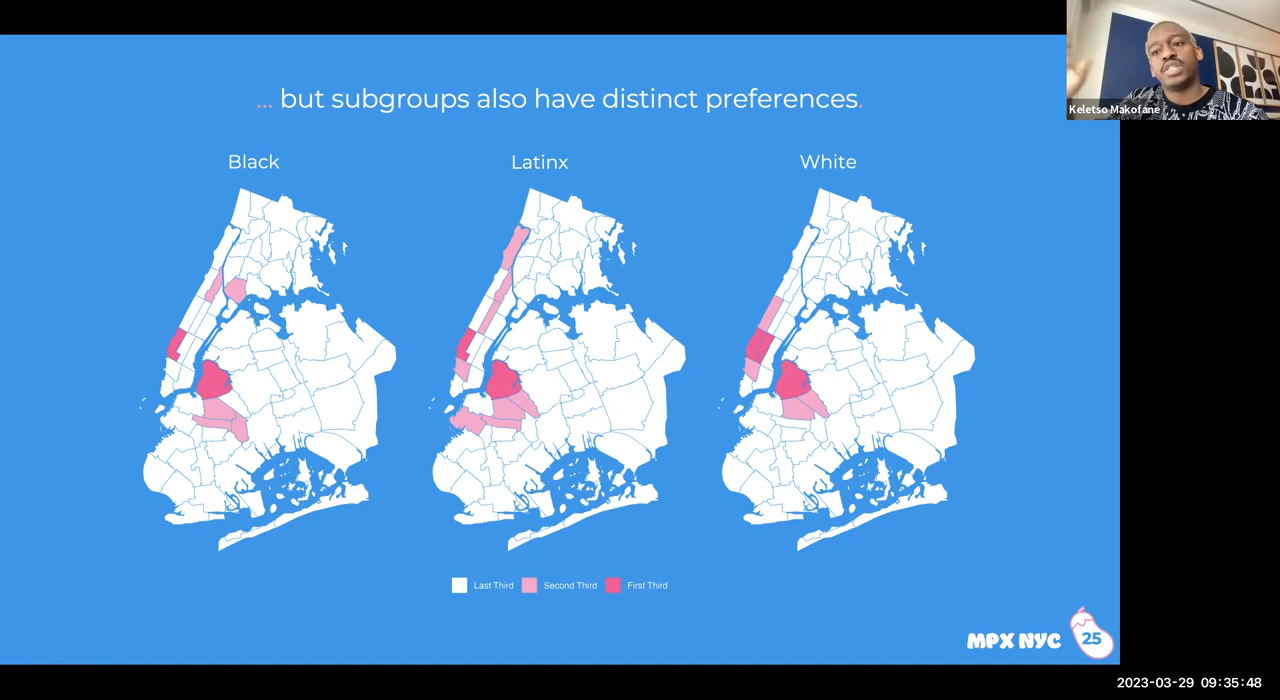 ... but subgroups also have distinct preferences.
Keletso Makofane
Black
Latinx
White
Last Third
Second Third
First Third
MPX NYC
25
2023-03-29 09:35:48